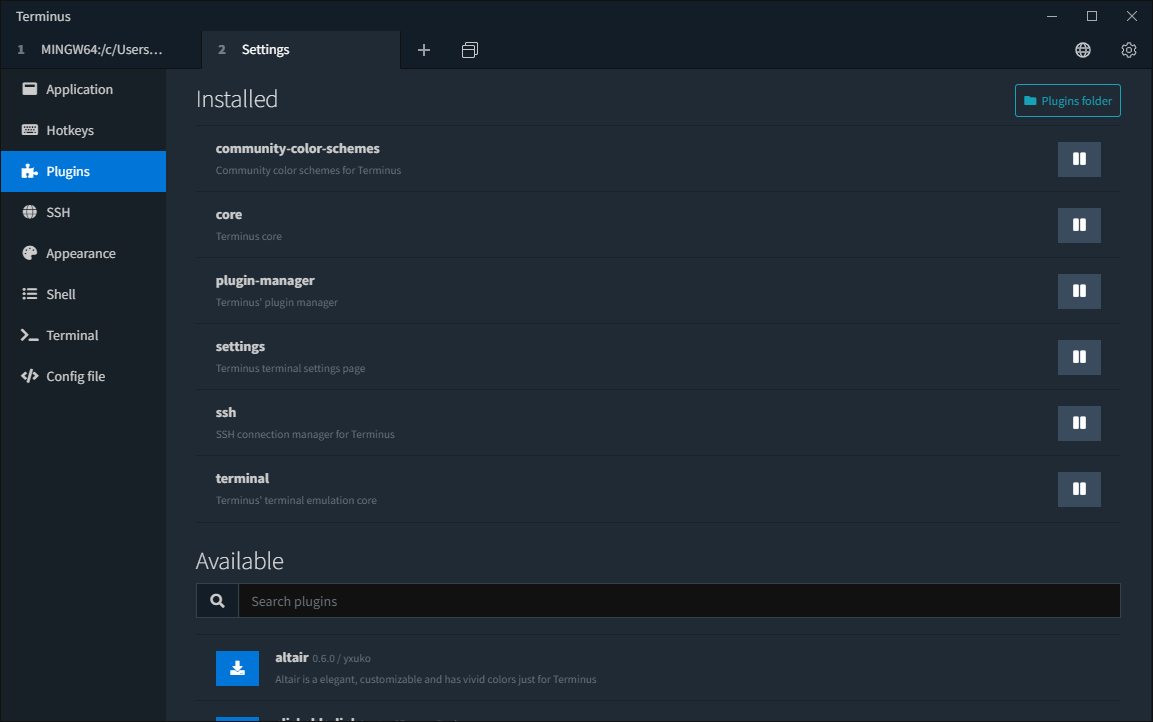 Terminus
1 MINGW64:/c/Users…
2 Settings
Application
Hotkeys
Plugins
SSH
Appearance
Shell
Terminal
Config file
Installed
Plugins folder
community-color-schemes
Community color schemes for Terminus
core
Terminus core
plugin-manager
Terminus' plugin manager
settings
Terminus terminal settings page
ssh
SSH connection manager for Terminus
terminal
Terminus' terminal emulation core
Available
Search plugins
altair 0.6.0 / yxuko
Altair is a elegant, customizable and has vivid colors just for Terminus